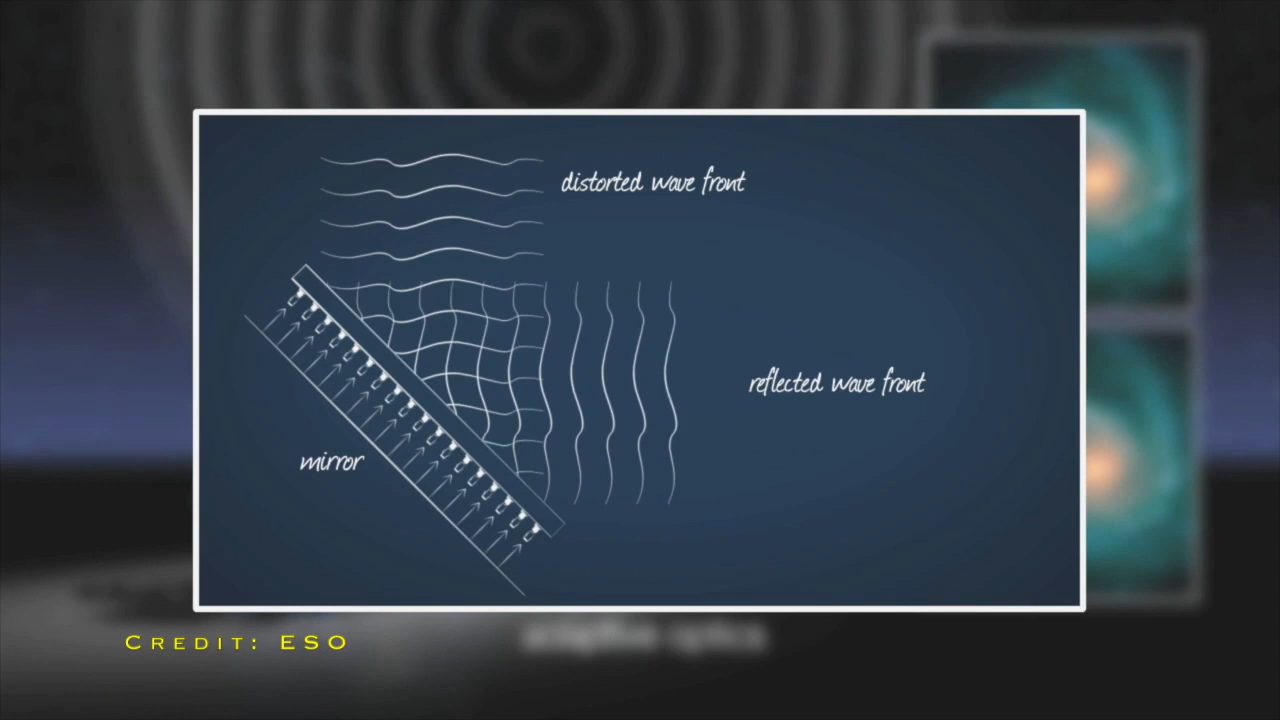 distorted wave front
reflected wave front
mirror
Credit: ESO